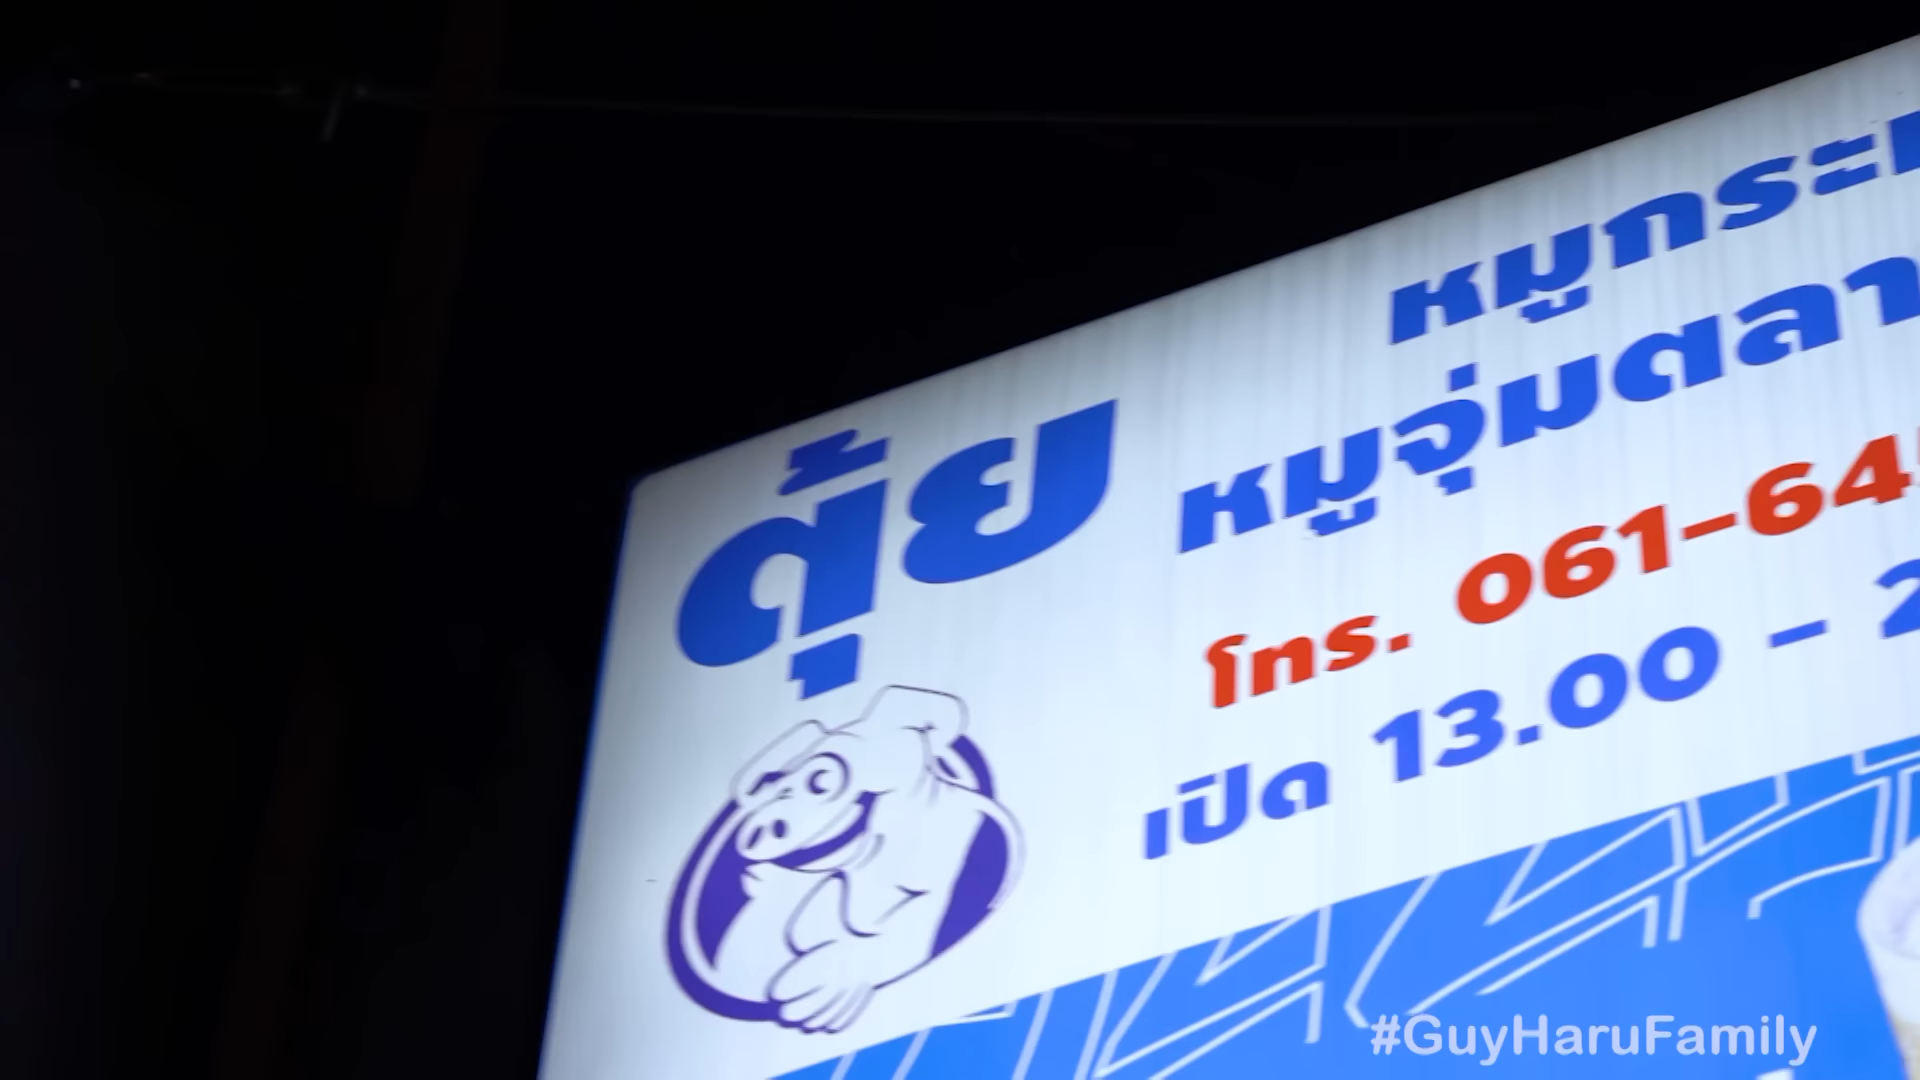 ตุ้ย
หมูกระ
หมูจุ่มตลา
โทร. 061-64
เปิด 13.00 - 2
#GuyHaruFamily